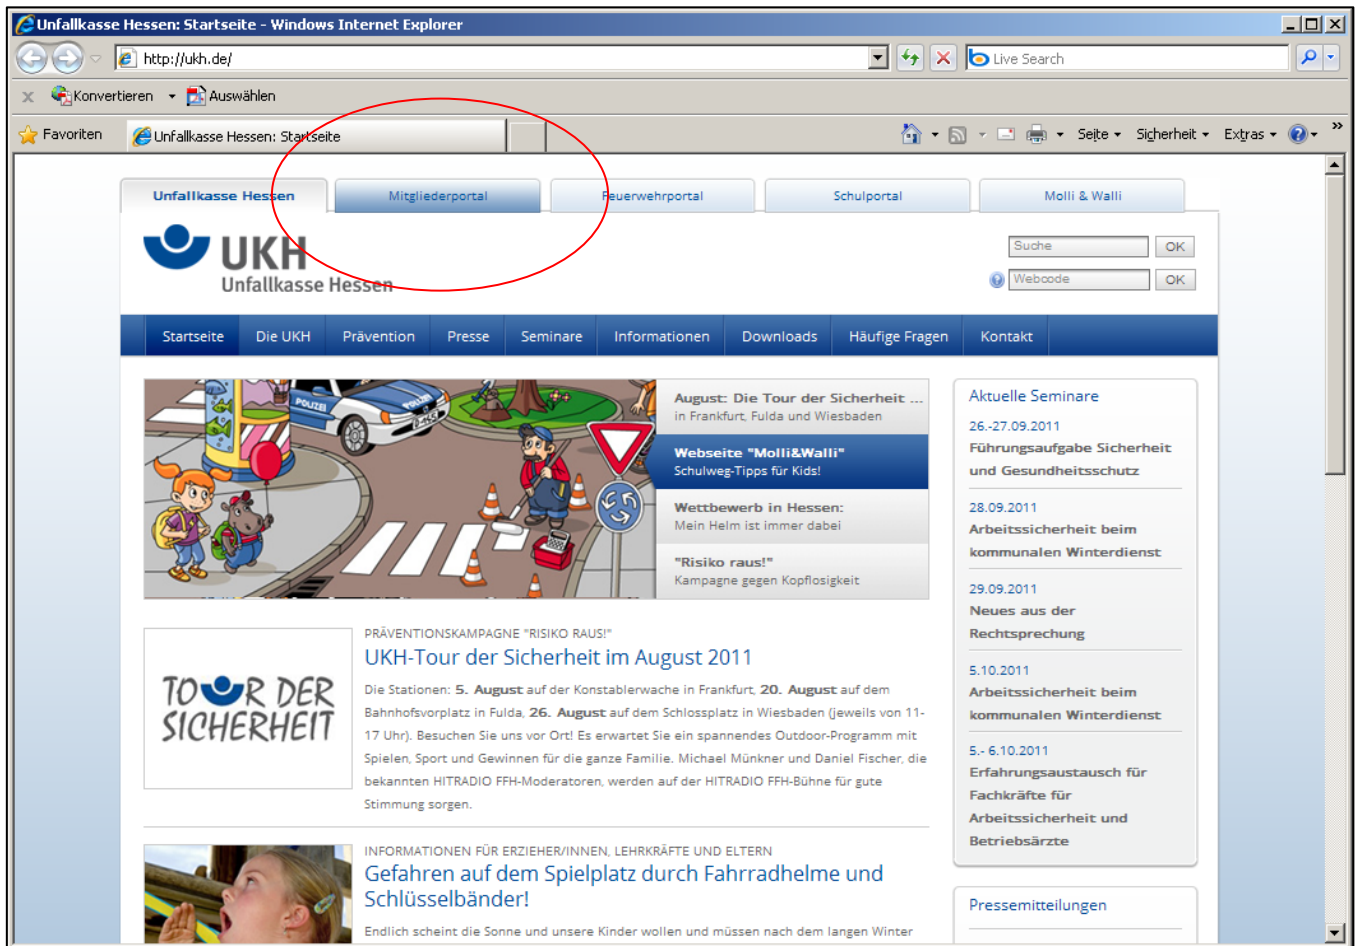 Unfallkasse Hessen: Startseite - Windows Internet Explorer
http://ukh.de/
Live Search
Konvertieren
Auswählen
Favoriten
Unfallkasse Hessen: Startseite
Seite
Sicherheit
Extras
Unfallkasse Hessen
Mitgliederportal
Feuerwehrportal
Schulportal
Molli & Walli
UKH
Unfallkasse Hessen
Suche
OK
Webcode
OK
Startseite
Die UKH
Prävention
Presse
Seminare
Informationen
Downloads
Häufige Fragen
Kontakt
POLIZEI
August: Die Tour der Sicherheit ...
in Frankfurt, Fulda und Wiesbaden
Webseite "Molli&Walli"
Schulweg-Tipps für Kids!
Wettbewerb in Hessen:
Mein Helm ist immer dabei
"Risiko raus!"
Kampagne gegen Kopflosigkeit
TOUR DER
SICHERHEIT
PRÄVENTIONSKAMPAGNE "RISIKO RAUS!"
UKH-Tour der Sicherheit im August 2011
Die Stationen: 5. August auf der Konstablerwache in Frankfurt, 20. August auf dem
Bahnhofsvorplatz in Fulda, 26. August auf dem Schlossplatz in Wiesbaden (jeweils von 11-
17 Uhr). Besuchen Sie uns vor Ort! Es erwartet Sie ein spannendes Outdoor-Programm mit
Spielen, Sport und Gewinnen für die ganze Familie. Michael Münkner und Daniel Fischer, die
bekannten HITRADIO FFH-Moderatoren, werden auf der HITRADIO FFH-Bühne für gute
Stimmung sorgen.
INFORMATIONEN FÜR ERZIEHER/INNEN, LEHRKRÄFTE UND ELTERN
Gefahren auf dem Spielplatz durch Fahrradhelme und
Schlüsselbänder!
Endlich scheint die Sonne und unsere Kinder wollen und müssen nach dem langen Winter
Aktuelle Seminare
26.-27.09.2011
Führungsaufgabe Sicherheit
und Gesundheitsschutz
28.09.2011
Arbeitssicherheit beim
kommunalen Winterdienst
29.09.2011
Neues aus der
Rechtsprechung
5.10.2011
Arbeitssicherheit beim
kommunalen Winterdienst
5.- 6.10.2011
Erfahrungsaustausch für
Fachkräfte für
Arbeitssicherheit und
Betriebsärzte
Pressemitteilungen